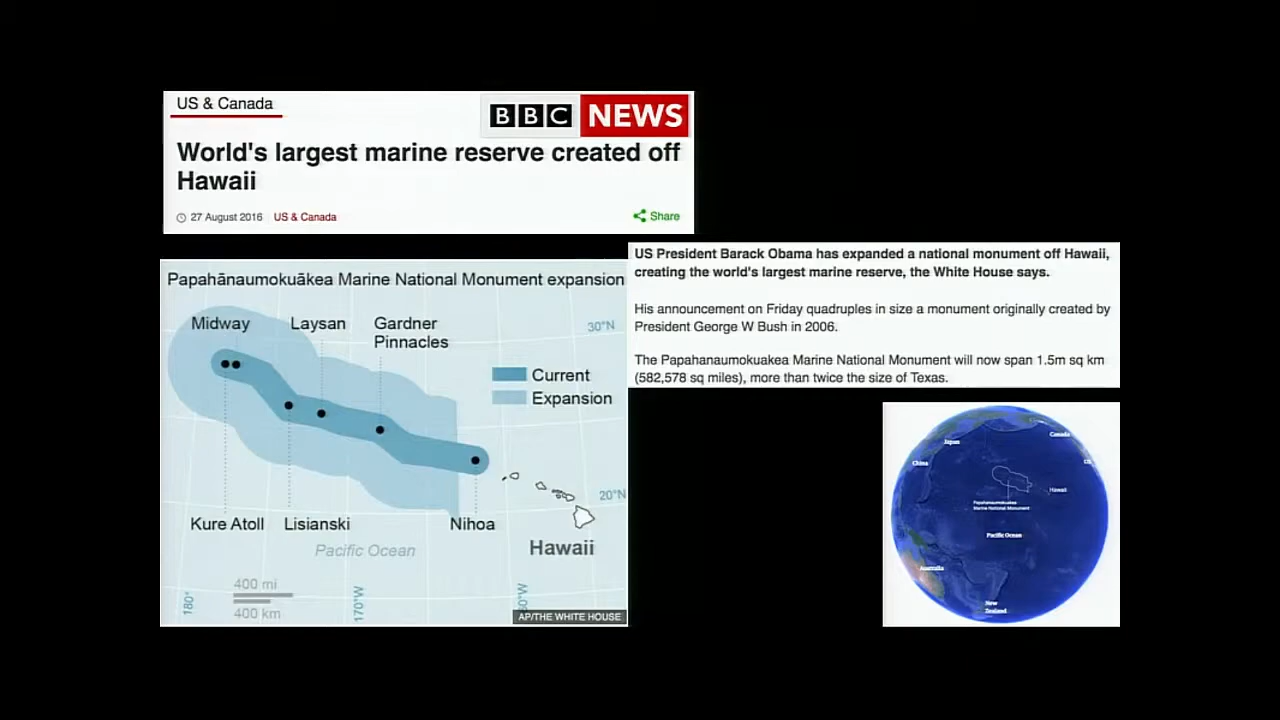 US & Canada
BBC NEWS
World's largest marine reserve created off
Hawaii
27 August 2016 US & Canada
Share
US President Barack Obama has expanded a national monument off Hawaii,
creating the world's largest marine reserve, the White House says.
His announcement on Friday quadruples in size a monument originally created by
President George W Bush in 2006.
The Papahanaumokuakea Marine National Monument will now span 1.5m sq km
(582,578 sq miles), more than twice the size of Texas.
Papahānaumokuākea Marine National Monument expansion
Midway
Laysan
Gardner
Pinnacles
30°N
Current
Expansion
20°N
Kure Atoll
Lisianski
Nihoa
Hawaii
Pacific Ocean
400 mi
400 km
180°
170°W
AP/THE WHITE HOUSE
Japan
Canada
China
US
Hawaii
Papahanaumokuakea
Marine National Monument
Pacific Ocean
Australia
New
Zealand